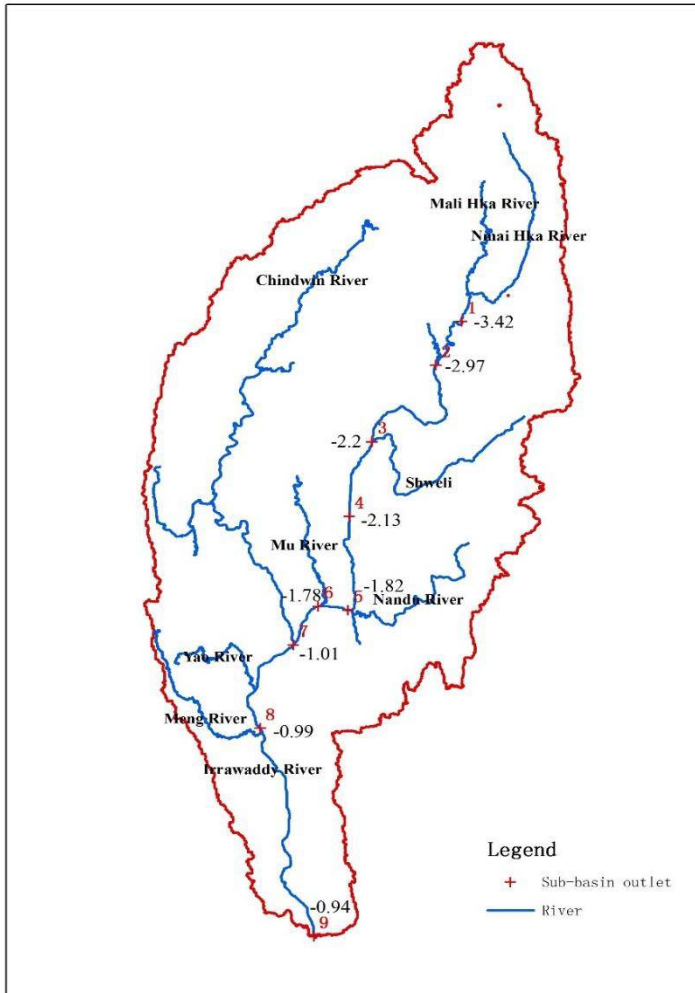 Mali Hka River
Nmai Hka River
Chindwin River
1
-3.42
2
-2.97
3
-2.2
Shweli
4
-2.13
Mu River
-1.82
-1.78
6
5
Nandu River
7
-1.01
Yao River
Meng River
8
-0.99
Irrawaddy River
Legend
Sub-basin outlet
River
-0.94
9